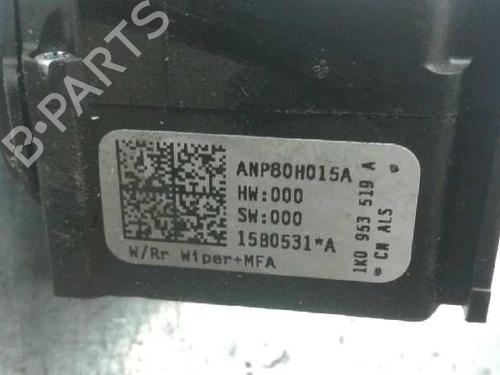 B-PARTS
ANP80H015A
HW:000
SW:000
15B0531*A
W/Rr Wiper+MFA
1K0 953 519 A
CN ALS